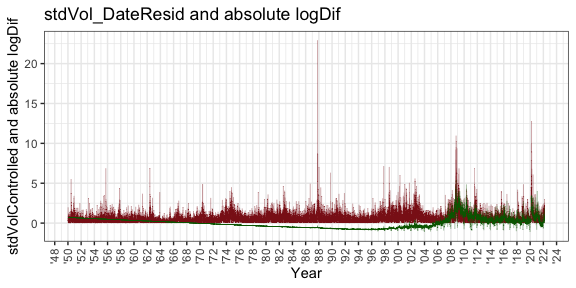 stdVol_DateResid and absolute logDif
stdVolControlled and absolute logDif
20
15
10
5
0
48 50 52 54 56 58 60 62 64 66 68 70 72 74 76 78 80 82 84 86 88 90 92 94 96 98 00 02 04 06 08 10 12 14 16 18 20 22 24
Year